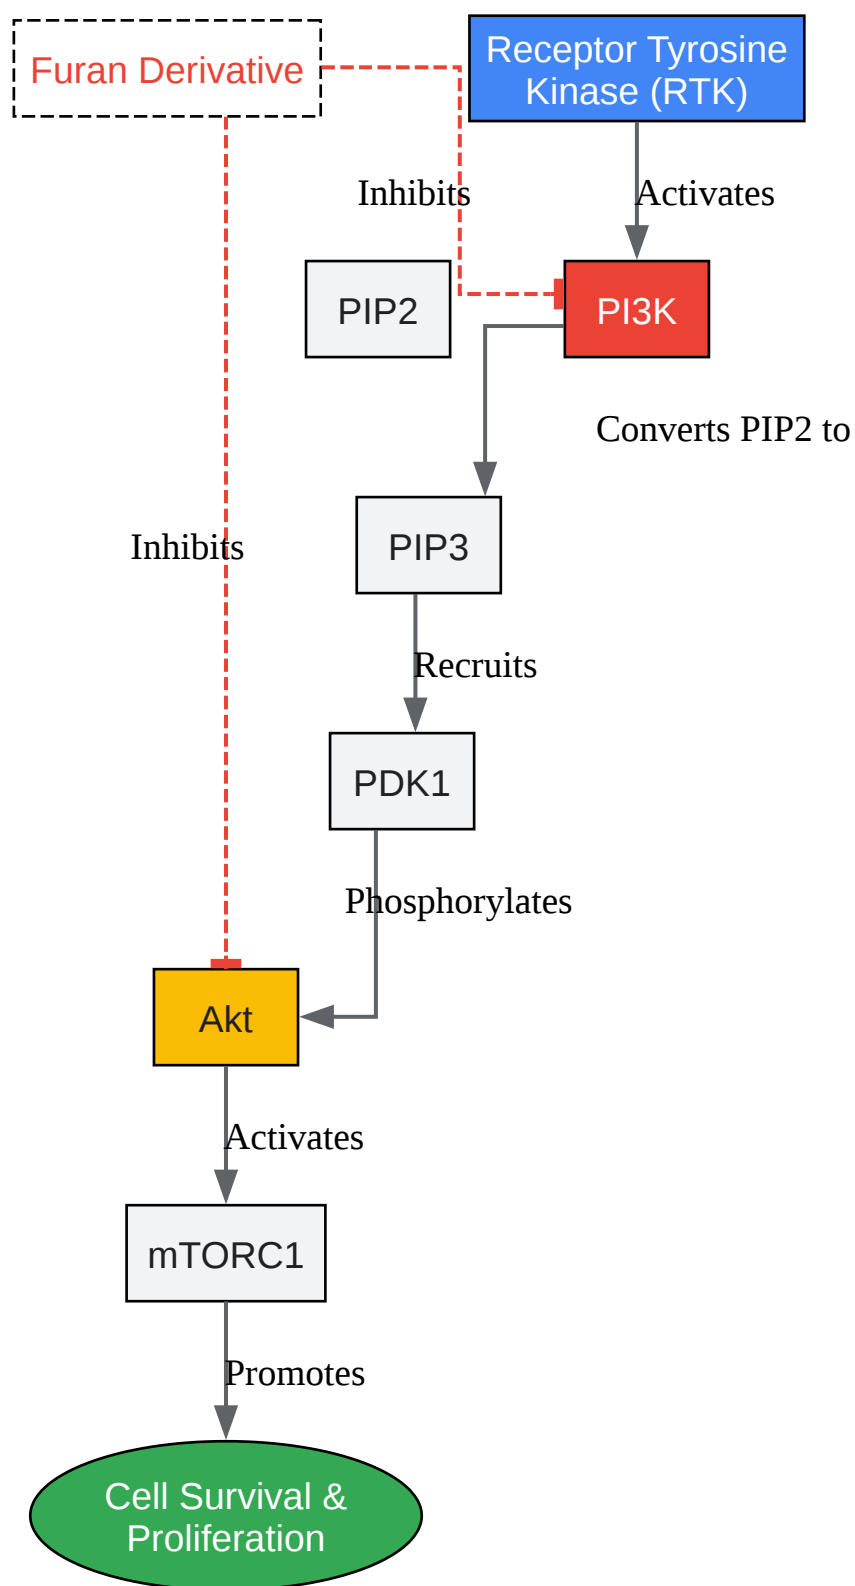 Furan Derivative
Receptor Tyrosine
Kinase (RTK)
Inhibits
Activates
PIP2
PI3K
Converts PIP2 to
Inhibits
PIP3
Recruits
PDK1
Phosphorylates
Akt
Activates
mTORC1
Promotes
Cell Survival &
Proliferation